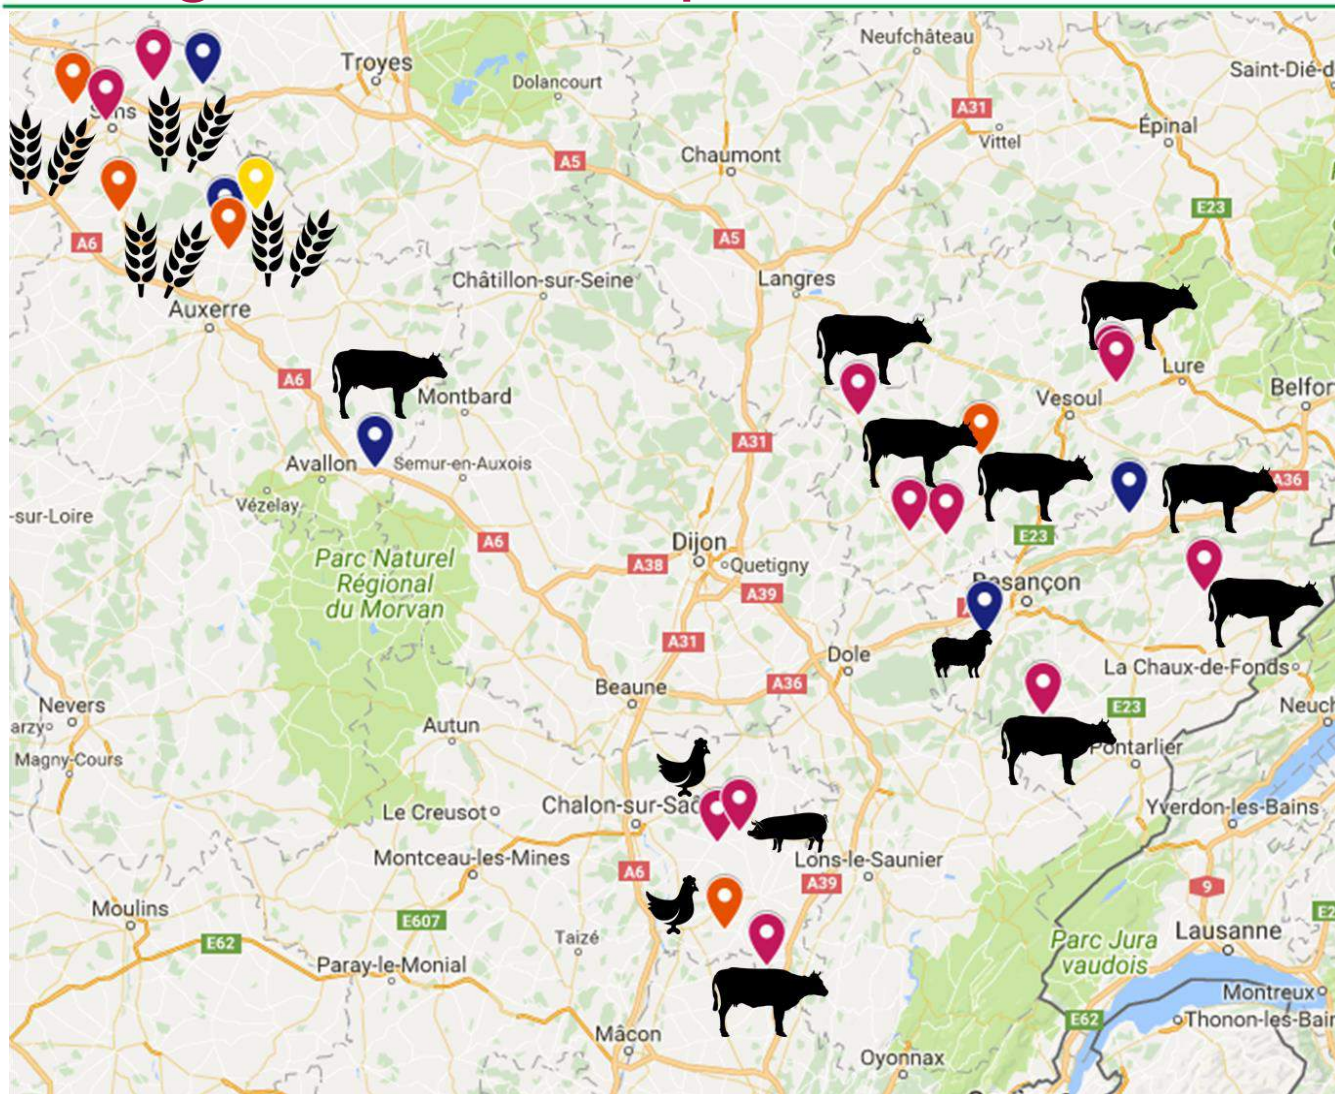 Neufchâteau
Troyes
Dolancourt
Saint-Dié-d
A31
Vittel
Épinal
A5
Chaumont
E23
A6
A5
Châtillon-sur-Seine
Langres
Auxerre
A6
Montbard
Vesoul
Lure
Belfor
A31
Avallon
Semur-en-Auxois
A36
Vézelay
-sur-Loire
A6
E23
Dijon
Quetigny
Parc Naturel
Régional
du Morvan
A38
A39
Besançon
A31
Dole
La Chaux-de-Fonds
Beaune
A36
Nevers
E23
Neuch
arzy
Autun
Pontarlier
Magny-Cours
Le Creusot
Chalon-sur-Saô
Yverdon-les-Bains
Montceau-les-Mines
Lons-le-Saunier
A6
A39
9
Moulins
E607
E2
Lausanne
E62
Taizé
Parc Jura
vaudois
Paray-le-Monial
Montreux
E62
Thonon-les-Bair
Mâcon
Oyonnax